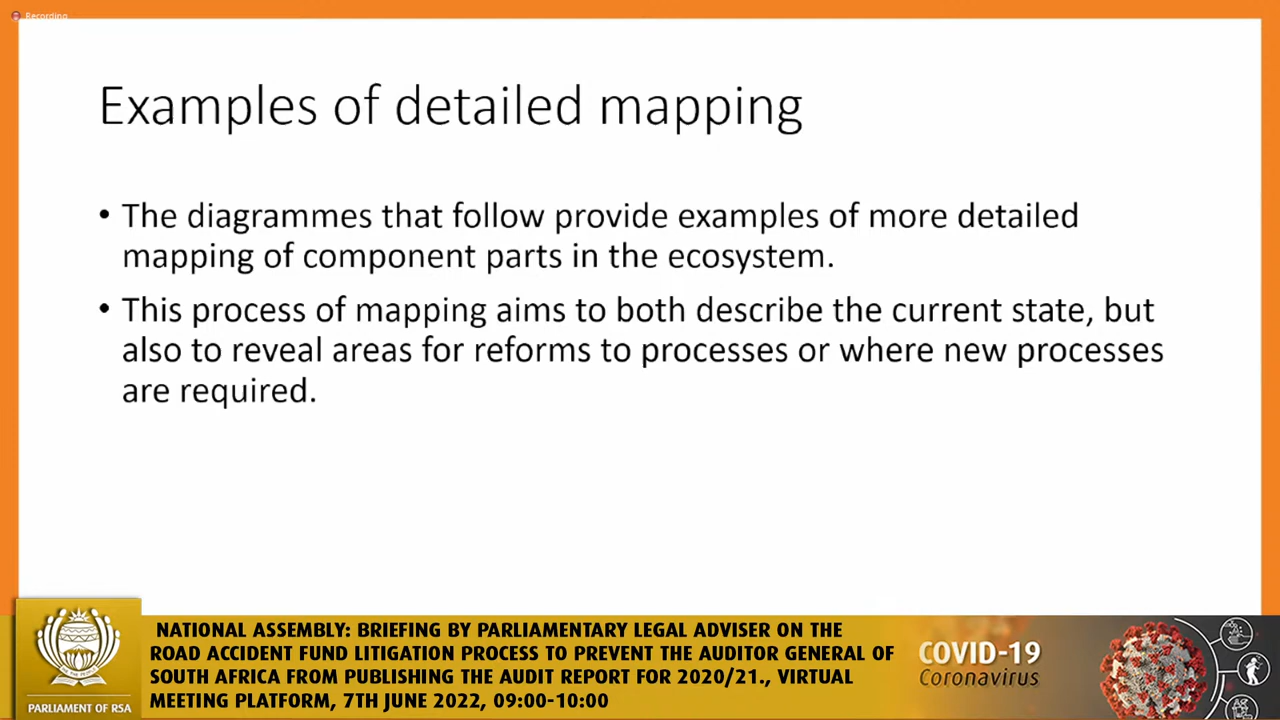 Recording
Examples of detailed mapping
• The diagrammes that follow provide examples of more detailed
mapping of component parts in the ecosystem.
• This process of mapping aims to both describe the current state, but
also to reveal areas for reforms to processes or where new processes
are required.
NATIONAL ASSEMBLY: BRIEFING BY PARLIAMENTARY LEGAL ADVISER ON THE
ROAD ACCIDENT FUND LITIGATION PROCESS TO PREVENT THE AUDITOR GENERAL OF
SOUTH AFRICA FROM PUBLISHING THE AUDIT REPORT FOR 2020/21., VIRTUAL
MEETING PLATFORM, 7TH JUNE 2022, 09:00-10:00
PARLIAMENT OF RSA
COVID-19
Coronavirus